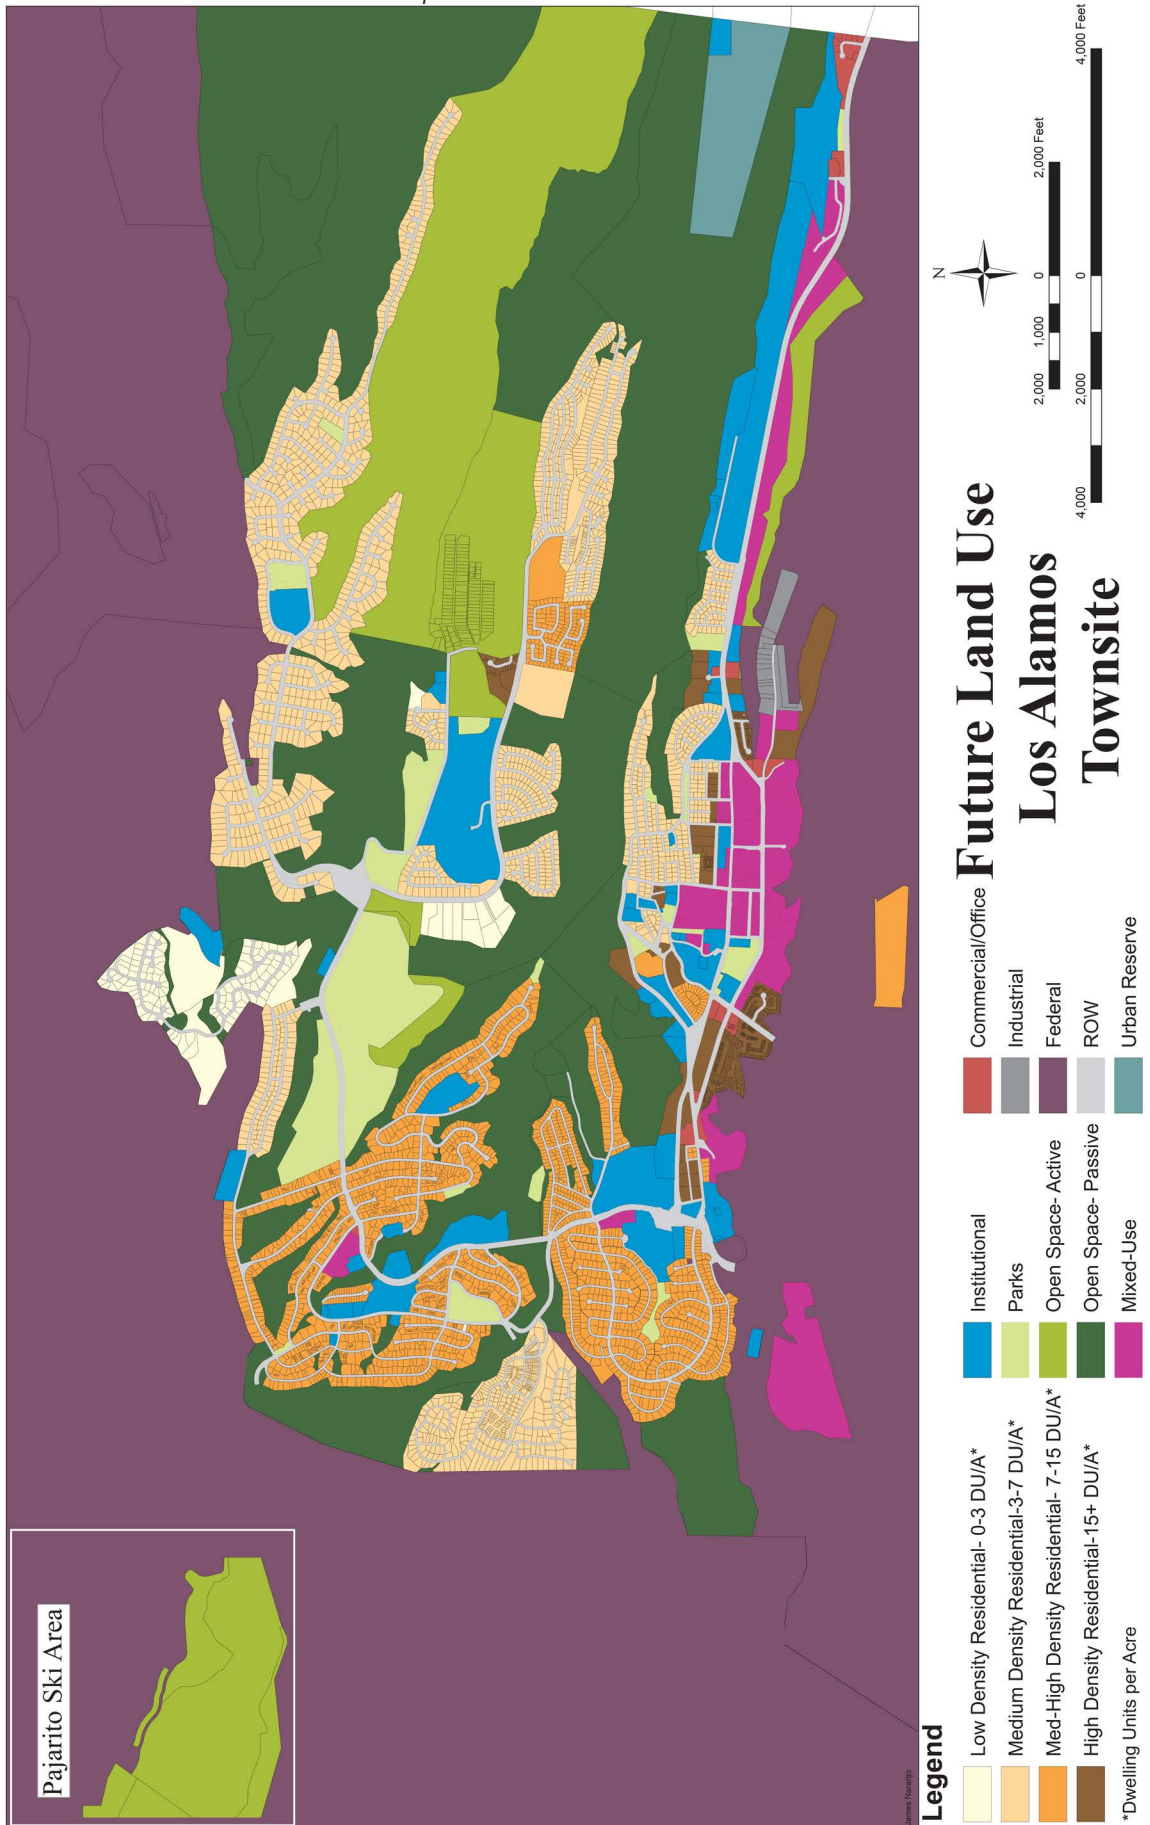 Pajarito Ski Area
James Naranjo
Legend
Low Density Residential- 0-3 DU/A*
Medium Density Residential-3-7 DU/A*
Med-High Density Residential- 7-15 DU/A*
High Density Residential-15+ DU/A*
*Dwelling Units per Acre
Institutional
Parks
Open Space- Active
Open Space- Passive
Mixed-Use
Commercial/Office
Industrial
Federal
ROW
Urban Reserve
Future Land Use
Los Alamos
Townsite
N
2,000 1,000 0 2,000 Feet
4,000 2,000 0 4,000 Feet